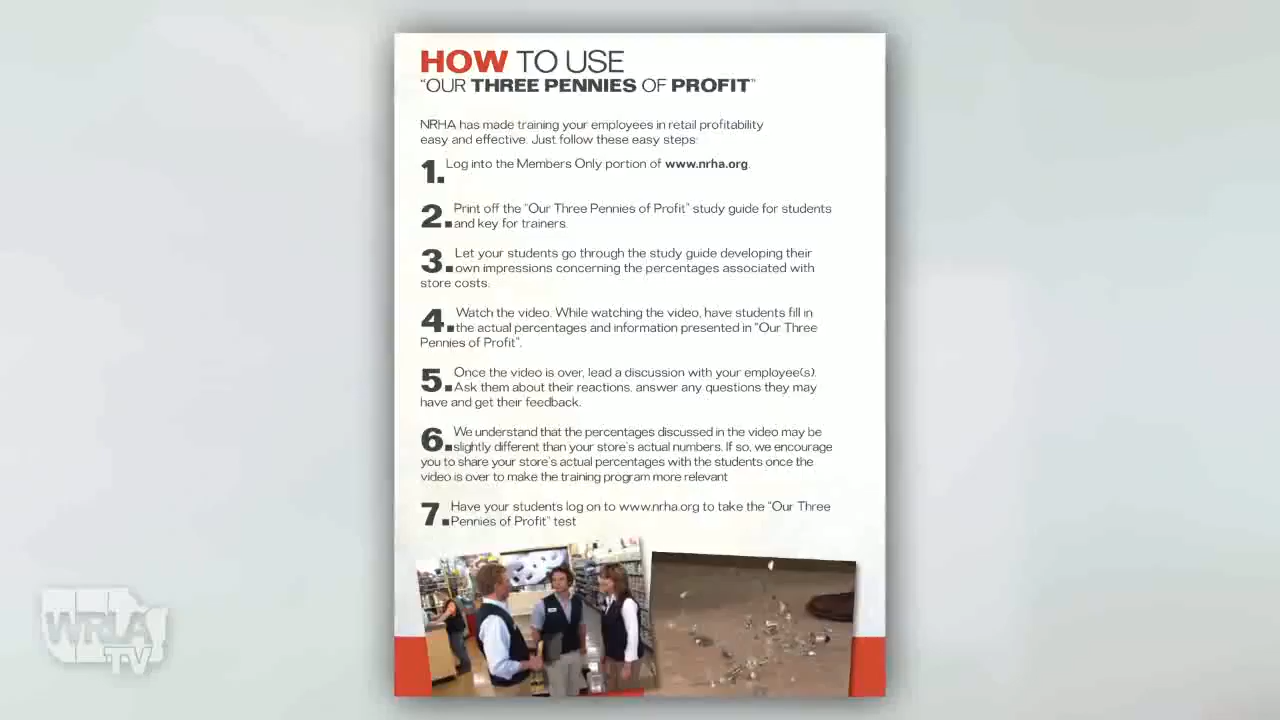 HOW TO USE
"OUR THREE PENNIES OF PROFIT"
NRHA has made training your employees in retail profitability
easy and effective. Just follow these easy steps:
1. Log into the Members Only portion of www.nrha.org.
2. Print off the "Our Three Pennies of Profit" study guide for students
and key for trainers.
3. Let your students go through the study guide developing their
own impressions concerning the percentages associated with
store costs.
4. Watch the video. While watching the video, have students fill in
the actual percentages and information presented in "Our Three
Pennies of Profit".
5. Once the video is over, lead a discussion with your employee(s).
Ask them about their reactions, answer any questions they may
have and get their feedback.
6. We understand that the percentages discussed in the video may be
slightly different than your store's actual numbers. If so, we encourage
you to share your store's actual percentages with the students once the
video is over to make the training program more relevant
7. Have your students log on to www.nrha.org to take the "Our Three
Pennies of Profit" test
WRLA
TV